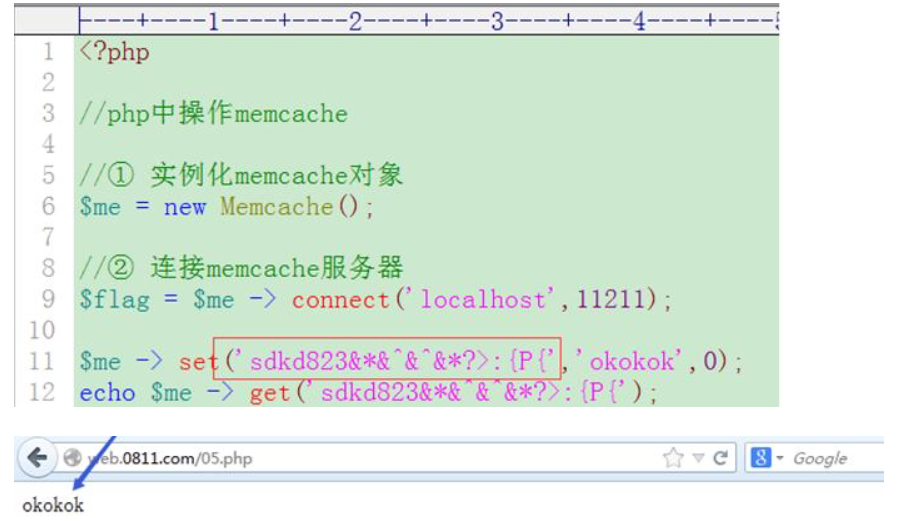 ├----+----1----+----2----+----3----+----4----+----5
1 <?php
2
3 //php中操作memcache
4
5 //① 实例化memcache对象
6 $me = new Memcache();
7
8 //② 连接memcache服务器
9 $flag = $me -> connect('localhost',11211);
10
11 $me -> set('sdkd823&*&^&^&*?>:{P{','okokok',0);
12 echo $me -> get('sdkd823&*&^&^&*?>:{P{');
web.0811.com/05.php 8 Google
okokok